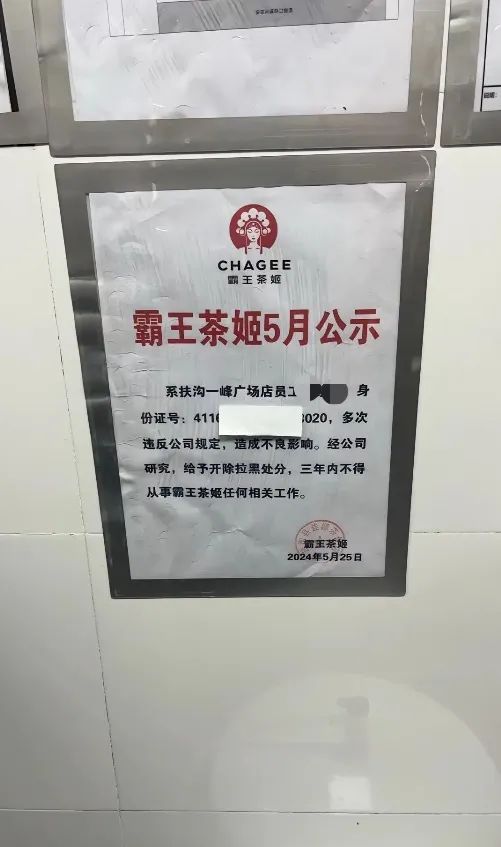 CHAGEE
霸王茶姬
霸王茶姬5月公示
系扶沟一峰广场店员 身
份证号：4116 3020，多次
违反公司规定，造成不良影响。经公司
研究，给予开除拉黑处分，三年内不得
从事霸王茶姬任何相关工作。
霸王茶姬
2024年5月25日